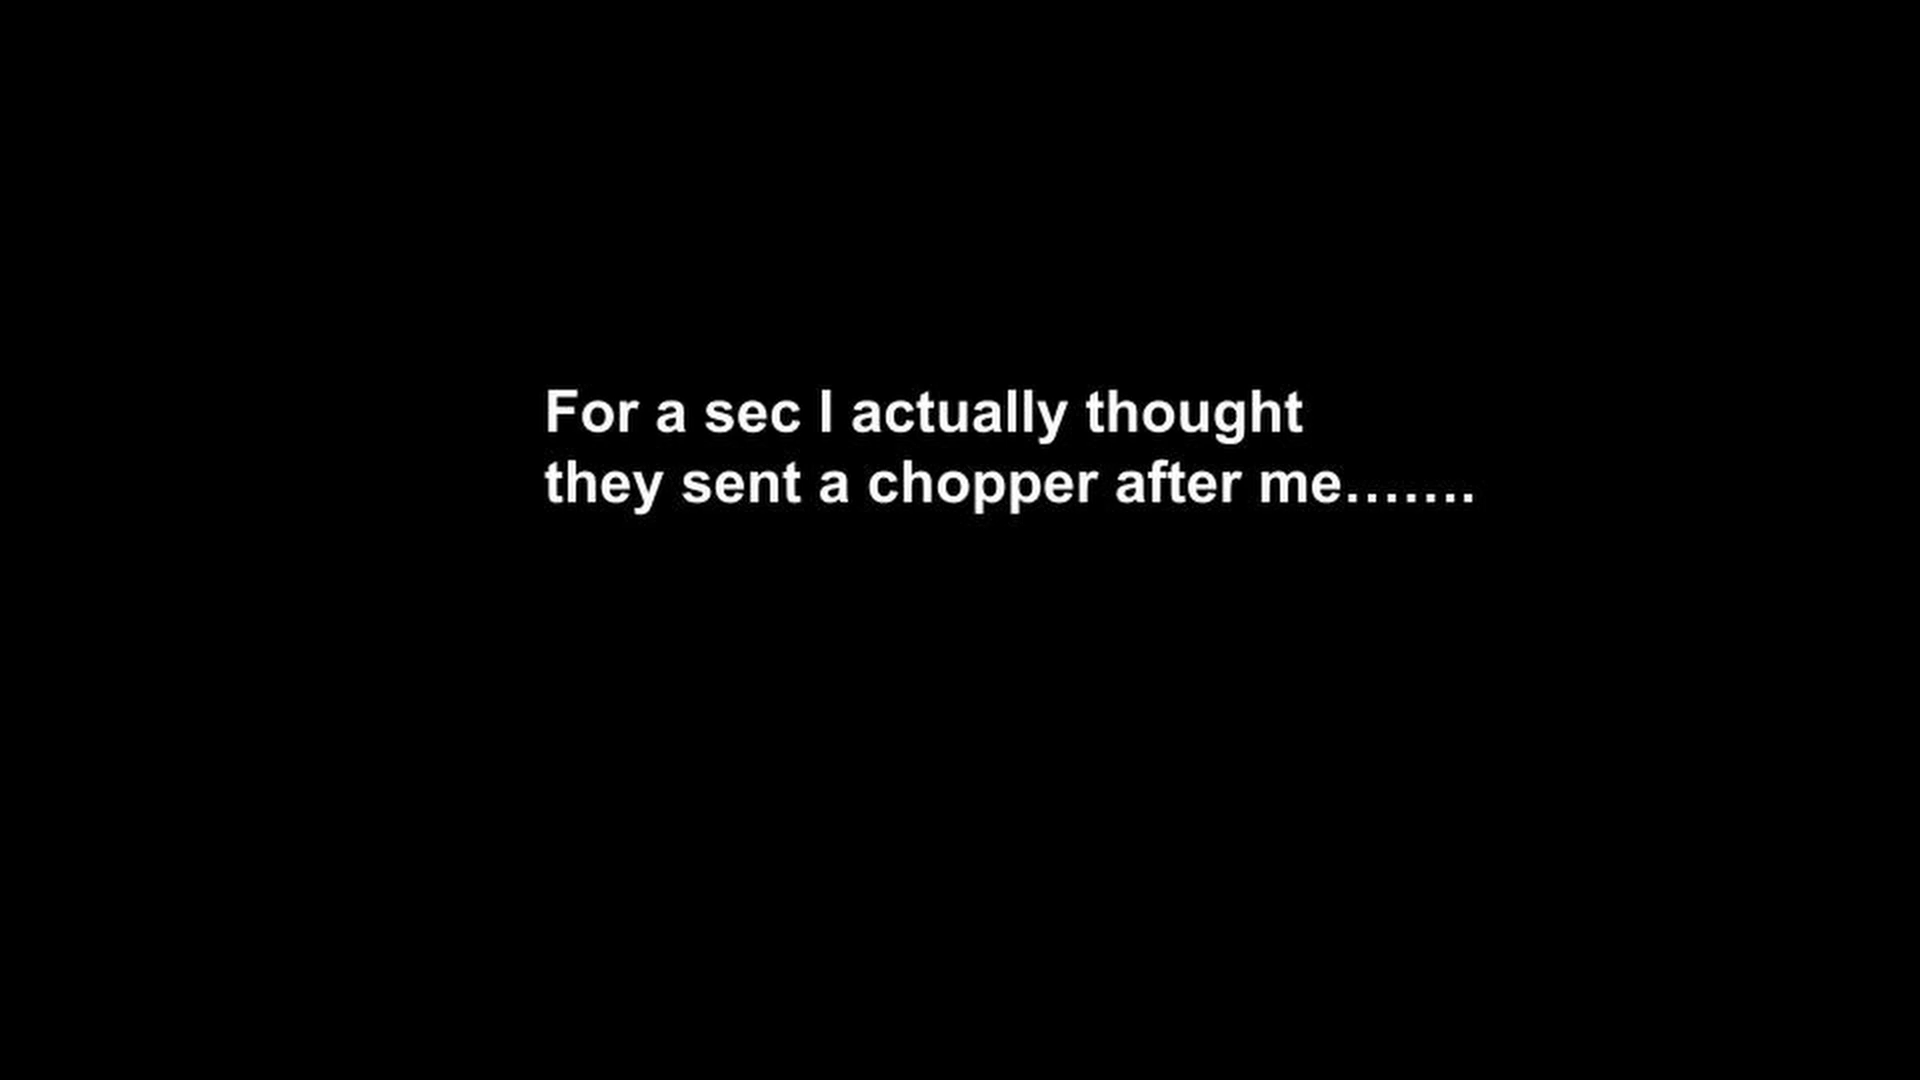 For a sec I actually thought
they sent a chopper after me.......